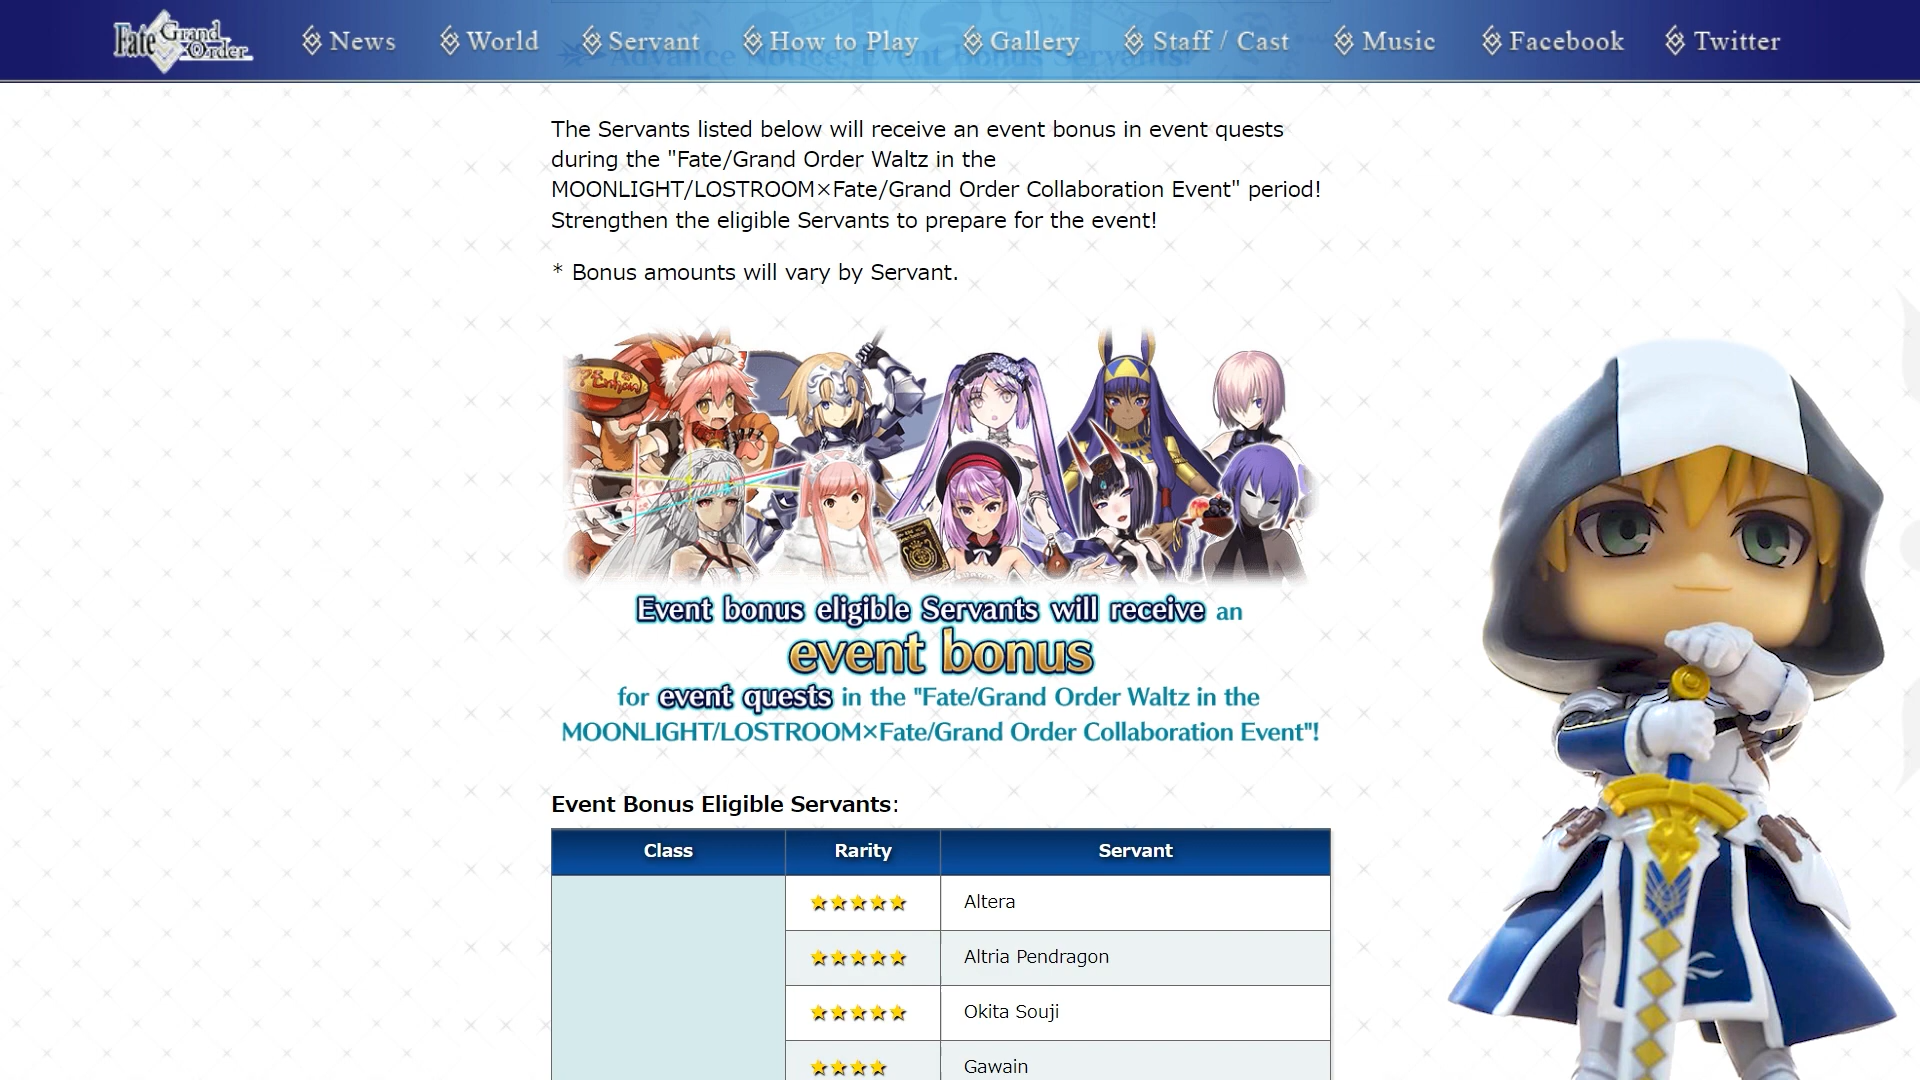 Fate Grand Order
News World Servant How to Play Gallery Staff / Cast Music Facebook Twitter
Advance Notice: Event Bonus Servants!
The Servants listed below will receive an event bonus in event quests
during the "Fate/Grand Order Waltz in the
MOONLIGHT/LOSTROOM×Fate/Grand Order Collaboration Event" period!
Strengthen the eligible Servants to prepare for the event!
* Bonus amounts will vary by Servant.
Event bonus eligible Servants will receive an
event bonus
for event quests in the "Fate/Grand Order Waltz in the
MOONLIGHT/LOSTROOM×Fate/Grand Order Collaboration Event"!
Event Bonus Eligible Servants:
Class Rarity Servant
Altera
Altria Pendragon
Okita Souji
Gawain